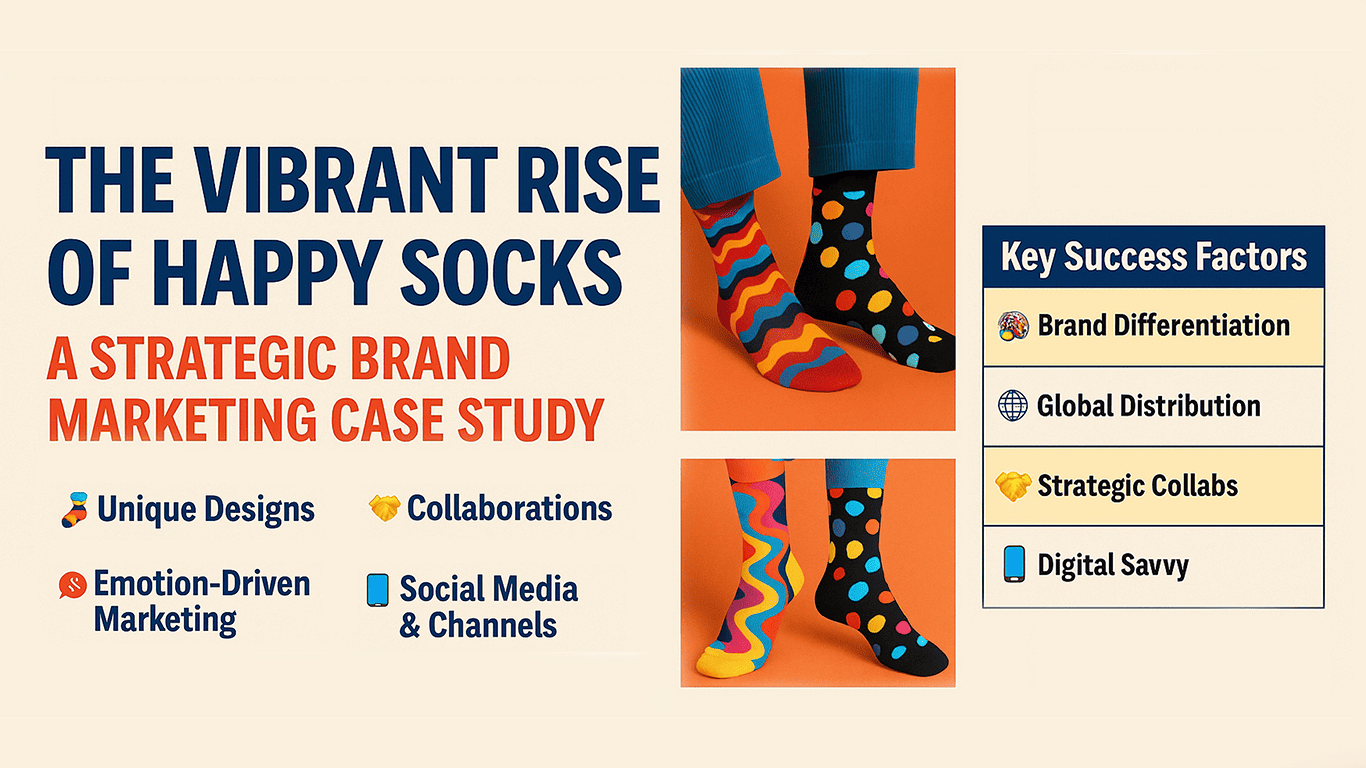 THE VIBRANT RISE
OF HAPPY SOCKS
A STRATEGIC BRAND
MARKETING CASE STUDY
Unique Designs
Collaborations
Emotion-Driven
Marketing
Social Media
& Channels
Key Success Factors
Brand Differentiation
Global Distribution
Strategic Collabs
Digital Savvy